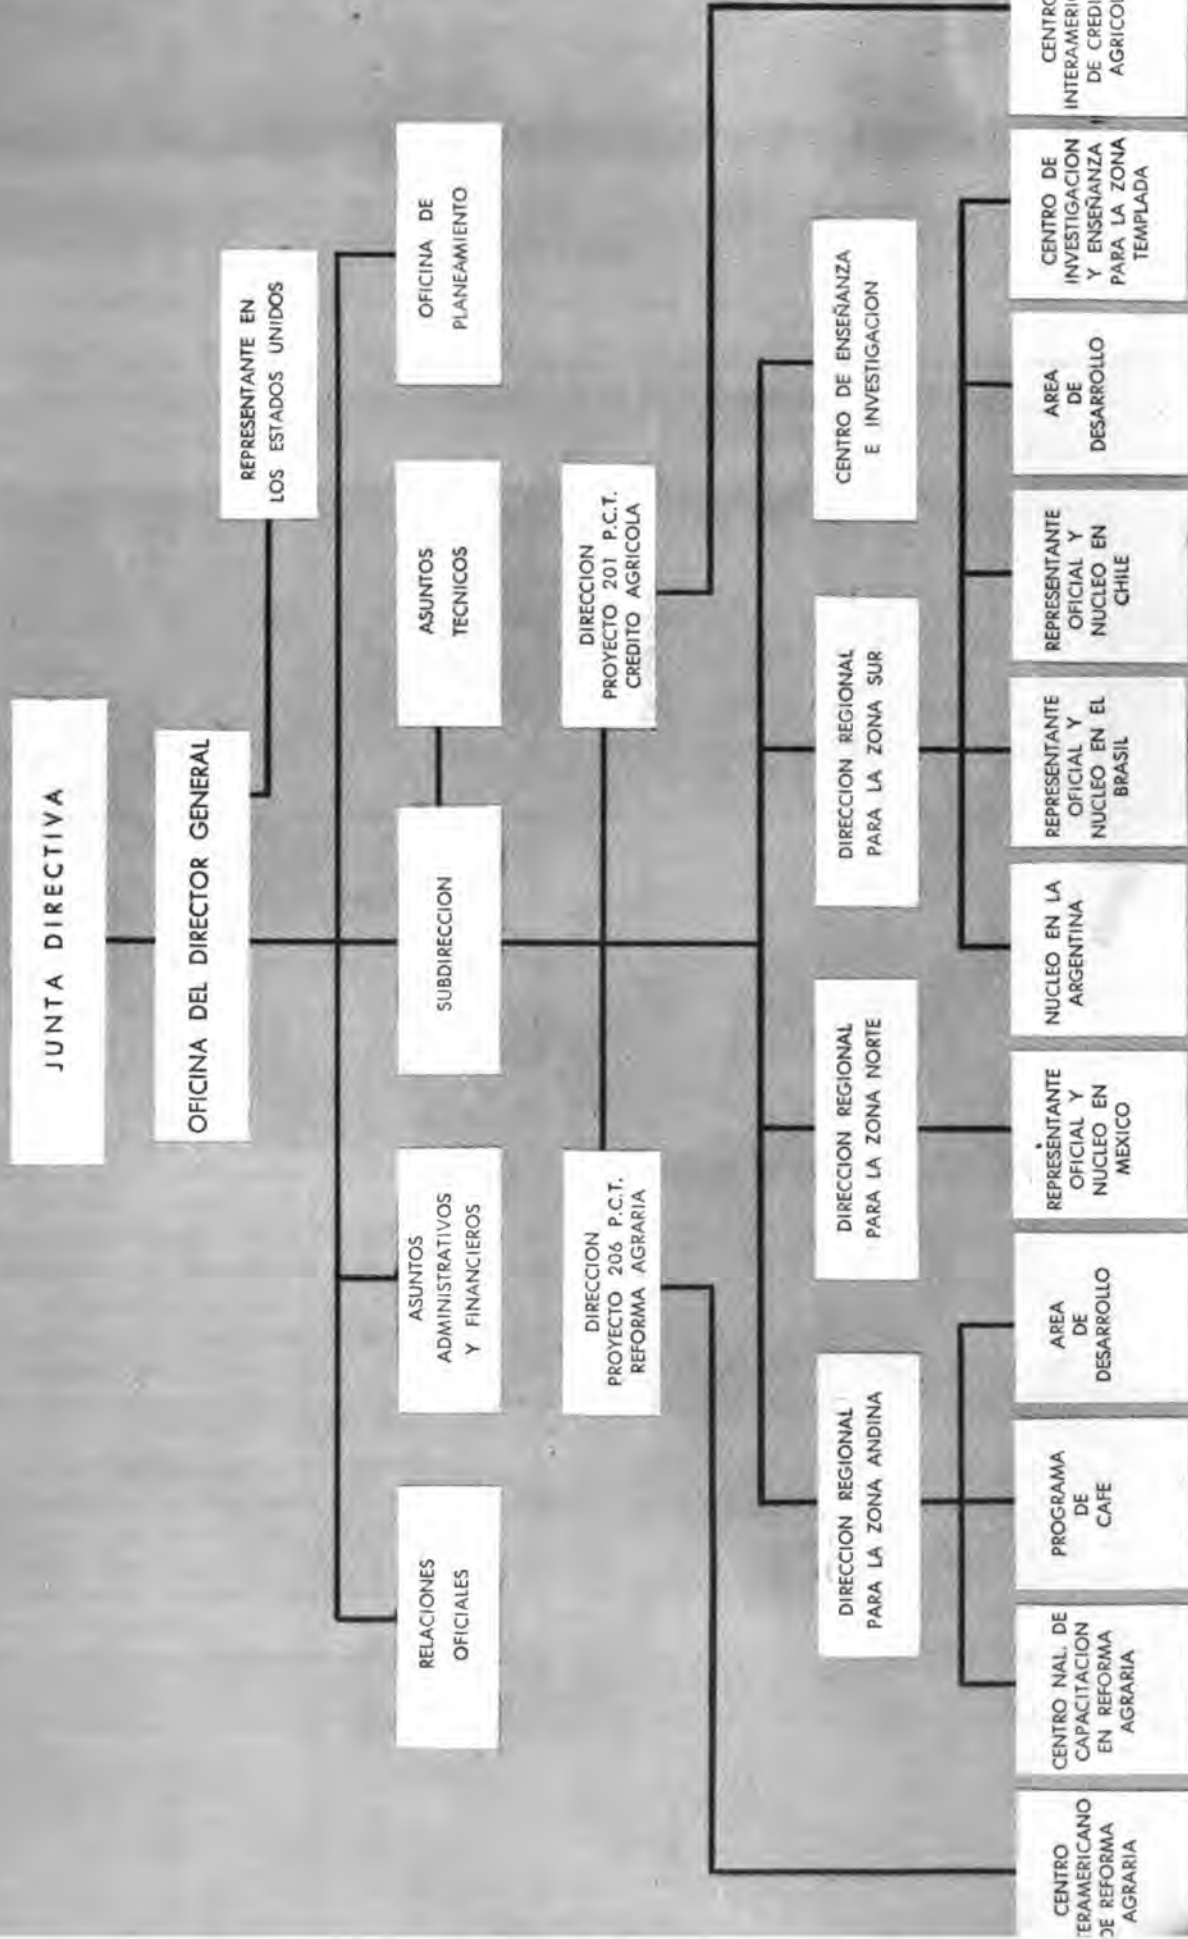 JUNTA DIRECTIVA
OFICINA DEL DIRECTOR GENERAL
REPRESENTANTE EN
LOS ESTADOS UNIDOS
RELACIONES
OFICIALES
ASUNTOS
ADMINISTRATIVOS
Y FINANCIEROS
SUBDIRECCION
ASUNTOS
TECNICOS
OFICINA DE
PLANEAMIENTO
DIRECCION
PROYECTO 206 P.C.T.
REFORMA AGRARIA
DIRECCION
PROYECTO 201 P.C.T.
CREDITO AGRICOLA
DIRECCION REGIONAL
PARA LA ZONA ANDINA
DIRECCION REGIONAL
PARA LA ZONA NORTE
DIRECCION REGIONAL
PARA LA ZONA SUR
CENTRO DE ENSEÑANZA
E INVESTIGACION
CENTRO
TERAMERICANO
DE REFORMA
AGRARIA
CENTRO NAL. DE
CAPACITACION
EN REFORMA
AGRARIA
PROGRAMA
DE
CAFE
AREA
DE
DESARROLLO
REPRESENTANTE
OFICIAL Y
NUCLEO EN
MEXICO
NUCLEO EN LA
ARGENTINA
REPRESENTANTE
OFICIAL Y
NUCLEO EN EL
BRASIL
REPRESENTANTE
OFICIAL Y
NUCLEO EN
CHILE
AREA
DE
DESARROLLO
CENTRO DE
INVESTIGACION
Y ENSEÑANZA
PARA LA ZONA
TEMPLADA
CENTRO
INTERAMERIC
DE CREDI
AGRICOL